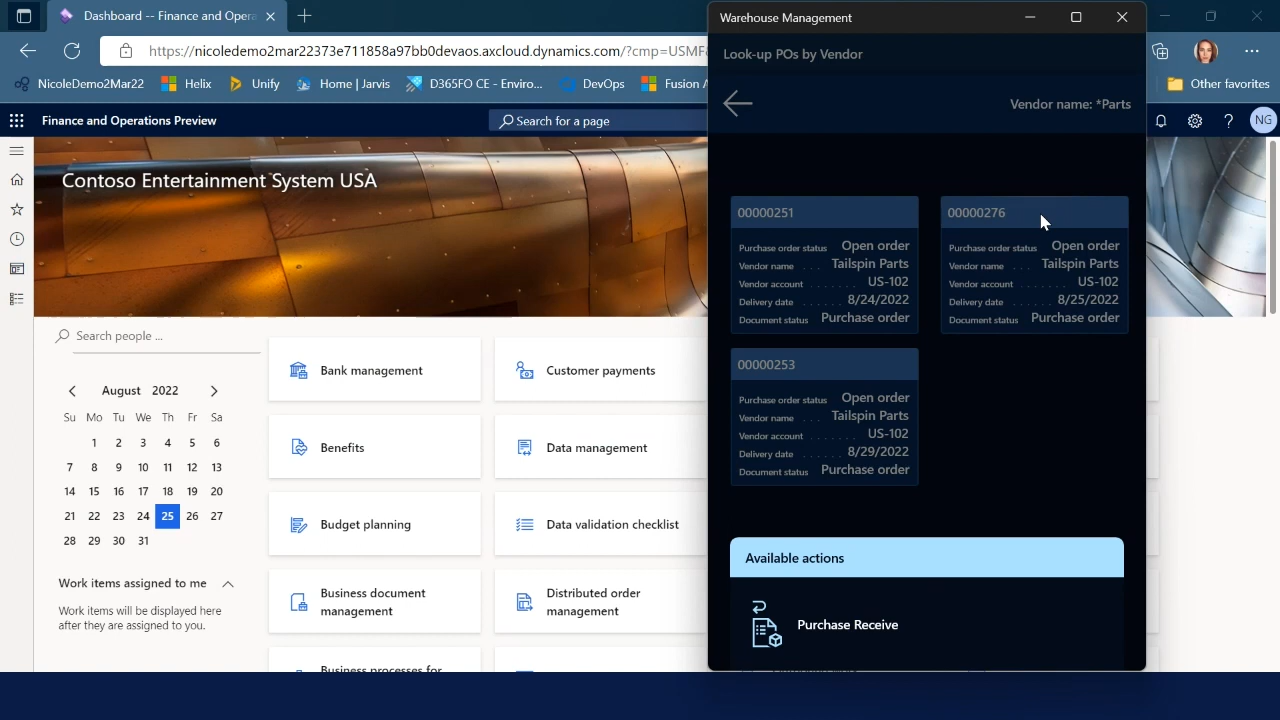 Dashboard -- Finance and Opera
https://nicoledemo2mar22373e711858a97bb0devaos.axcloud.dynamics.com/?cmp=USMF
NicoleDemo2Mar22
Helix
Unify
Home | Jarvis
D365FO CE - Enviro...
DevOps
Fusion
Other favorites
Finance and Operations Preview
Search for a page
NG
Contoso Entertainment System USA
Search people ...
August 2022
Su Mo Tu We Th Fr Sa
1 2 3 4 5 6
7 8 9 10 11 12 13
14 15 16 17 18 19 20
21 22 23 24 25 26 27
28 29 30 31
Work items assigned to me
Work items will be displayed here
after they are assigned to you.
Bank management
Customer payments
Benefits
Data management
Budget planning
Data validation checklist
Business document
management
Distributed order
management
Business processes for
Warehouse Management
Look-up POs by Vendor
Vendor name: *Parts
00000251
Purchase order status Open order
Vendor name . . . Tailspin Parts
Vendor account . . . . . . . US-102
Delivery date . . . . . . 8/24/2022
Document status Purchase order
00000276
Purchase order status Open order
Vendor name . . . Tailspin Parts
Vendor account . . . . . . . US-102
Delivery date . . . . . . 8/25/2022
Document status Purchase order
00000253
Purchase order status Open order
Vendor name . . . Tailspin Parts
Vendor account . . . . . . . US-102
Delivery date . . . . . . 8/29/2022
Document status Purchase order
Available actions
Purchase Receive